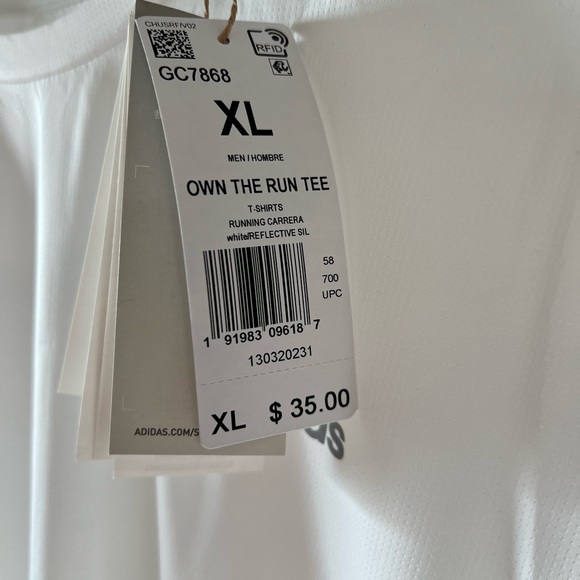 CHUSRF/V02
RFID
GC7868
XL
MEN / HOMBRE
OWN THE RUN TEE
T-SHIRTS
RUNNING CARRERA
white/REFLECTIVE SIL
58
700
UPC
1 91983 09618 7
130320231
XL $ 35.00
ADIDAS.COM/S
as